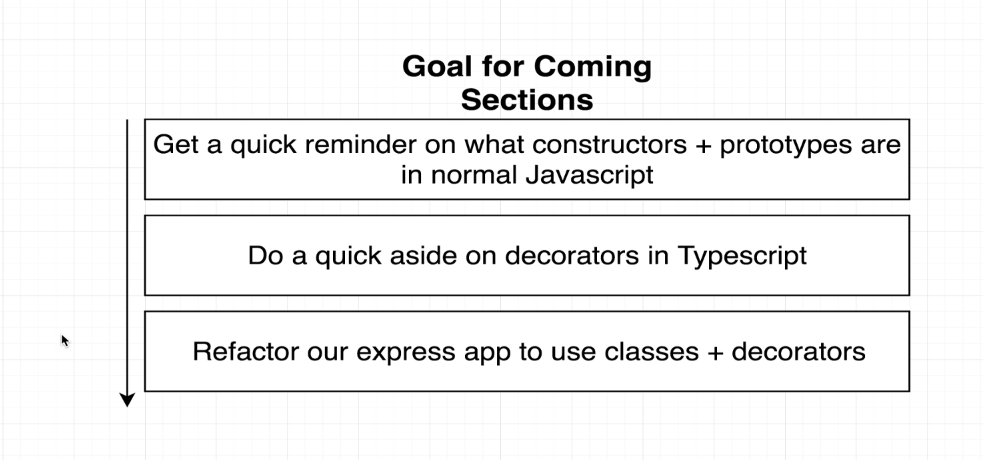 Goal for Coming
Sections
Get a quick reminder on what constructors + prototypes are
in normal Javascript
Do a quick aside on decorators in Typescript
Refactor our express app to use classes + decorators